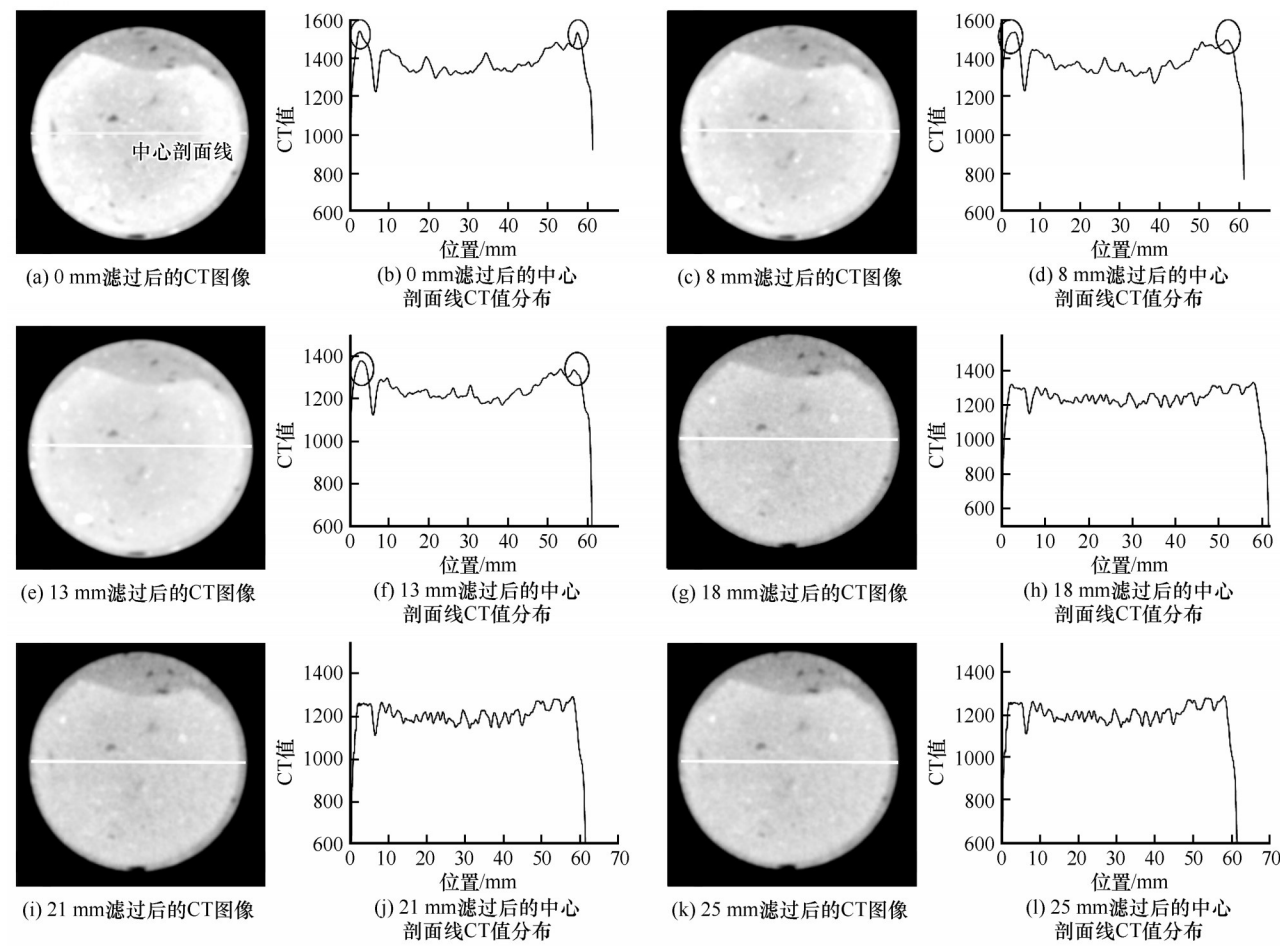 中心剖面线
(a) 0 mm滤过后的CT图像
1600
1400
1200
1000
800
600
CT值
0 10 20 30 40 50 60
位置/mm
(b) 0 mm滤过后的中心
剖面线CT值分布
(c) 8 mm滤过后的CT图像
1600
1400
1200
1000
800
600
CT值
0 10 20 30 40 50 60
位置/mm
(d) 8 mm滤过后的中心
剖面线CT值分布
(e) 13 mm滤过后的CT图像
1400
1200
1000
800
600
CT值
0 10 20 30 40 50 60
位置/mm
(f) 13 mm滤过后的中心
剖面线CT值分布
(g) 18 mm滤过后的CT图像
1400
1200
1000
800
600
CT值
0 10 20 30 40 50 60
位置/mm
(h) 18 mm滤过后的中心
剖面线CT值分布
(i) 21 mm滤过后的CT图像
1400
1200
1000
800
600
CT值
0 10 20 30 40 50 60 70
位置/mm
(j) 21 mm滤过后的中心
剖面线CT值分布
(k) 25 mm滤过后的CT图像
1400
1200
1000
800
600
CT值
0 10 20 30 40 50 60 70
位置/mm
(l) 25 mm滤过后的中心
剖面线CT值分布